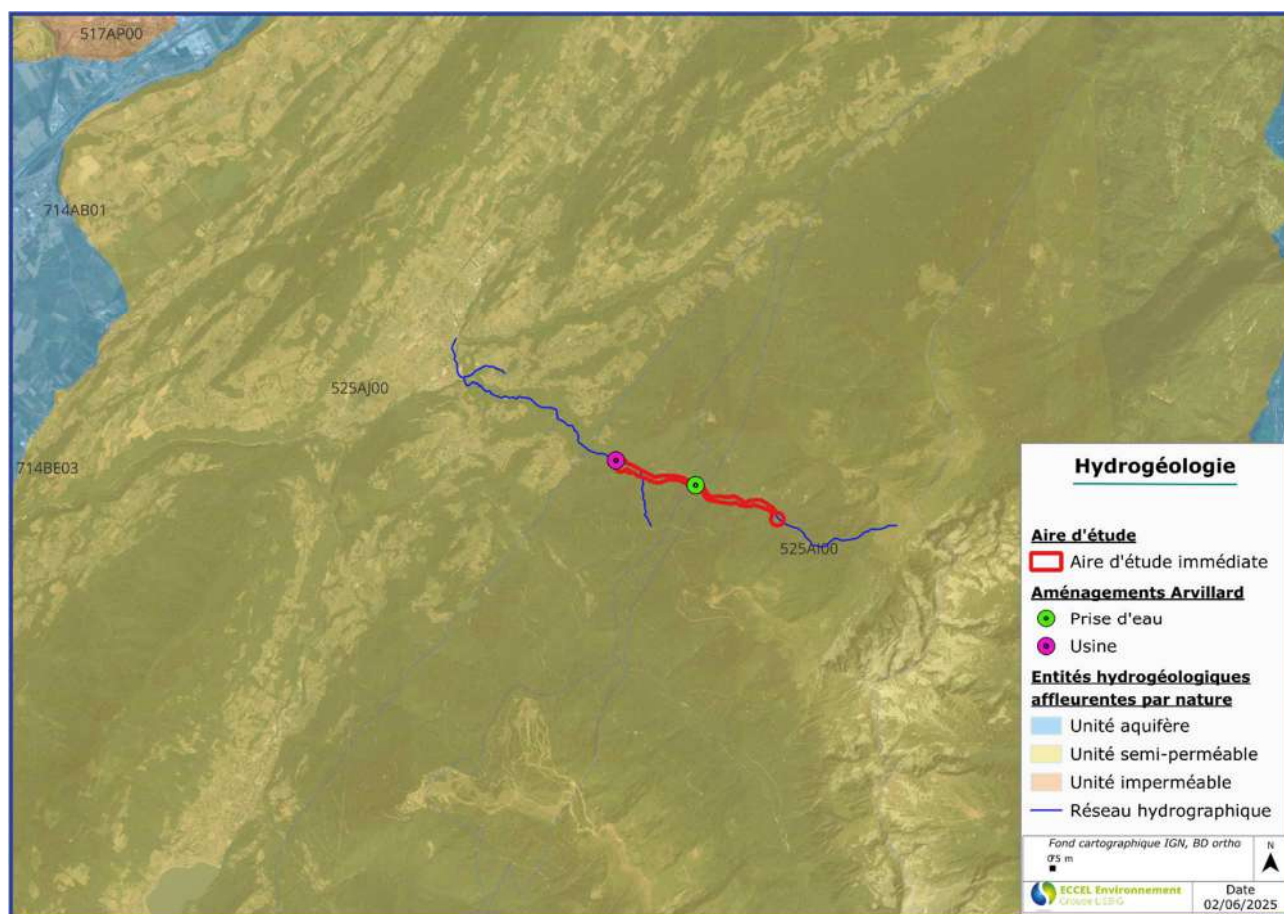 517AP00
714AB01
525AJ00
714BE03
525AI00
Hydrogéologie
Aire d'étude
Aire d'étude immédiate
Aménagements Arvillard
Prise d'eau
Usine
Entités hydrogéologiques
affleurentes par nature
Unité aquifère
Unité semi-perméable
Unité imperméable
Réseau hydrographique
Fond cartographique IGN, BD ortho
N
ECCEL Environnement
Groupe
Date
02/06/2025